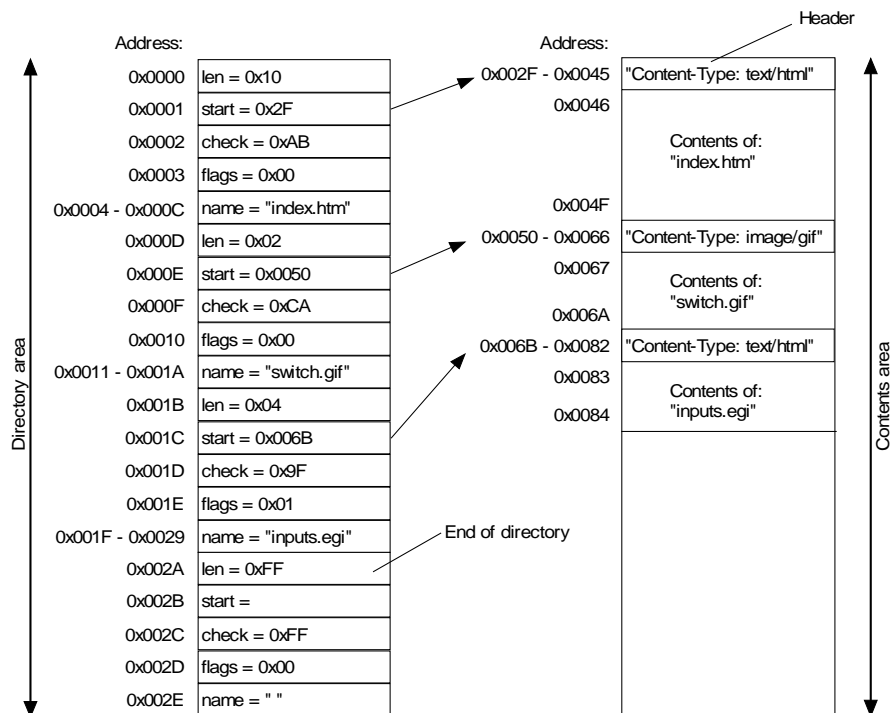 Header
Address:
Address:
0x0000 len = 0x10
0x0001 start = 0x2F
0x0002 check = 0xAB
0x0003 flags = 0x00
0x0004 - 0x000C name = "index.htm"
0x000D len = 0x02
0x000E start = 0x0050
0x000F check = 0xCA
0x0010 flags = 0x00
0x0011 - 0x001A name = "switch.gif"
0x001B len = 0x04
0x001C start = 0x006B
0x001D check = 0x9F
0x001E flags = 0x01
0x001F - 0x0029 name = "inputs.egi"
0x002A len = 0xFF
0x002B start =
0x002C check = 0xFF
0x002D flags = 0x00
0x002E name = " "
Directory area
End of directory
0x002F - 0x0045 "Content-Type: text/html"
0x0046
Contents of:
"index.htm"
0x004F
0x0050 - 0x0066 "Content-Type: image/gif"
0x0067
Contents of:
"switch.gif"
0x006A
0x006B - 0x0082 "Content-Type: text/html"
0x0083
Contents of:
"inputs.egi"
0x0084
Contents area